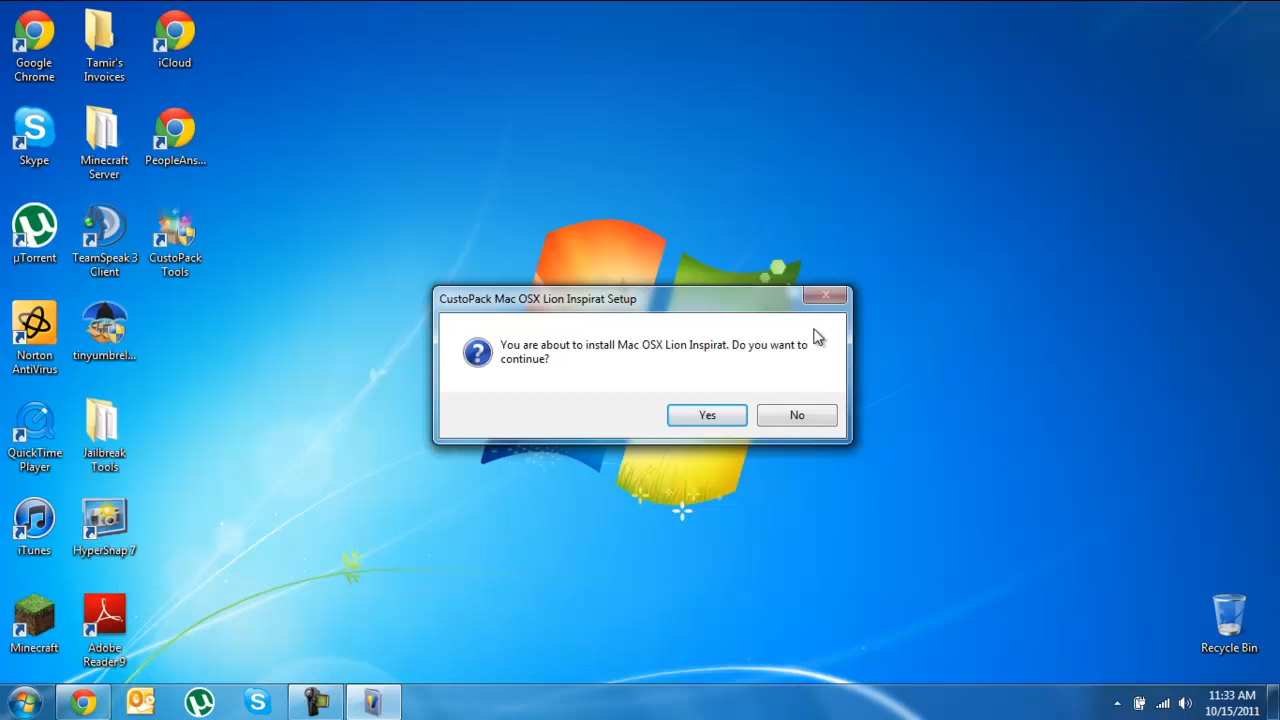 Google
Chrome
Tamir's
Invoices
iCloud
Skype
Minecraft
Server
PeopleAns...
µTorrent
TeamSpeak 3
Client
CustoPack
Tools
Norton
AntiVirus
tinyumbrel...
QuickTime
Player
Jailbreak
Tools
iTunes
HyperSnap 7
Minecraft
Adobe
Reader 9
CustoPack Mac OSX Lion Inspirat Setup
You are about to install Mac OSX Lion Inspirat. Do you want to
continue?
Yes
No
Recycle Bin
11:33 AM
10/15/2011